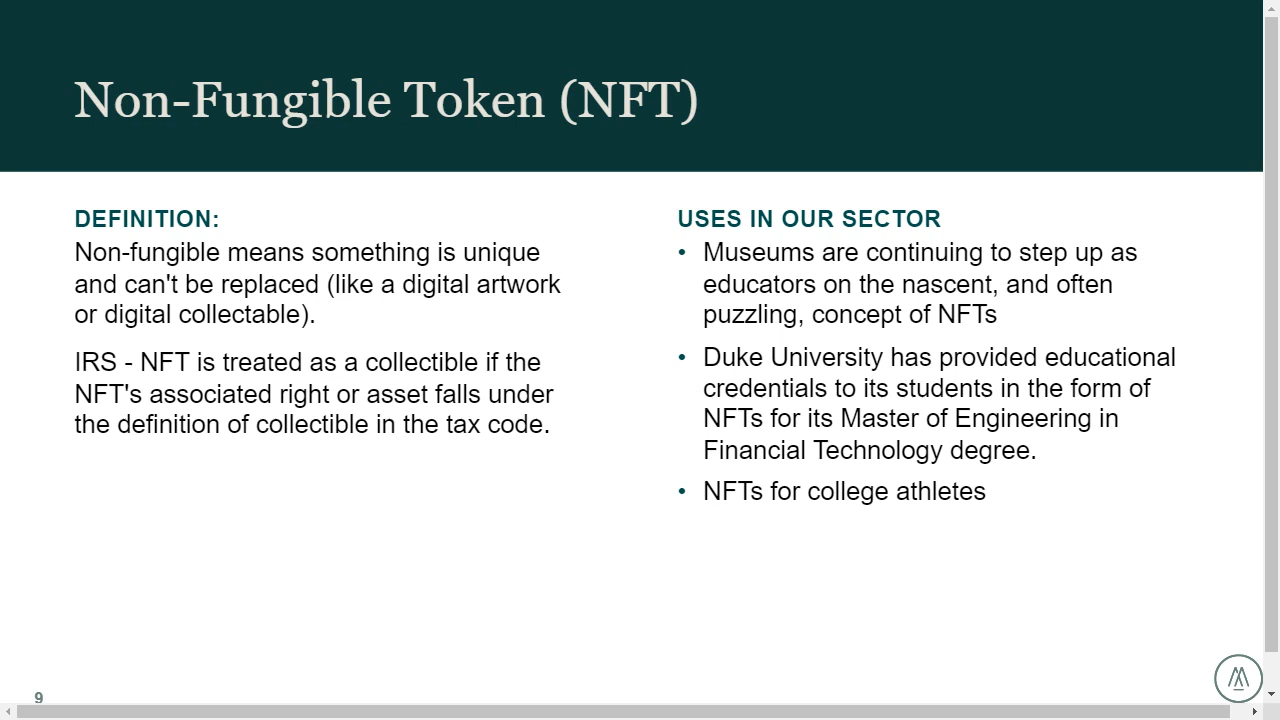 Non-Fungible Token (NFT)
DEFINITION:
Non-fungible means something is unique
and can't be replaced (like a digital artwork
or digital collectable).
IRS - NFT is treated as a collectible if the
NFT's associated right or asset falls under
the definition of collectible in the tax code.
USES IN OUR SECTOR
• Museums are continuing to step up as
educators on the nascent, and often
puzzling, concept of NFTs
• Duke University has provided educational
credentials to its students in the form of
NFTs for its Master of Engineering in
Financial Technology degree.
• NFTs for college athletes
9